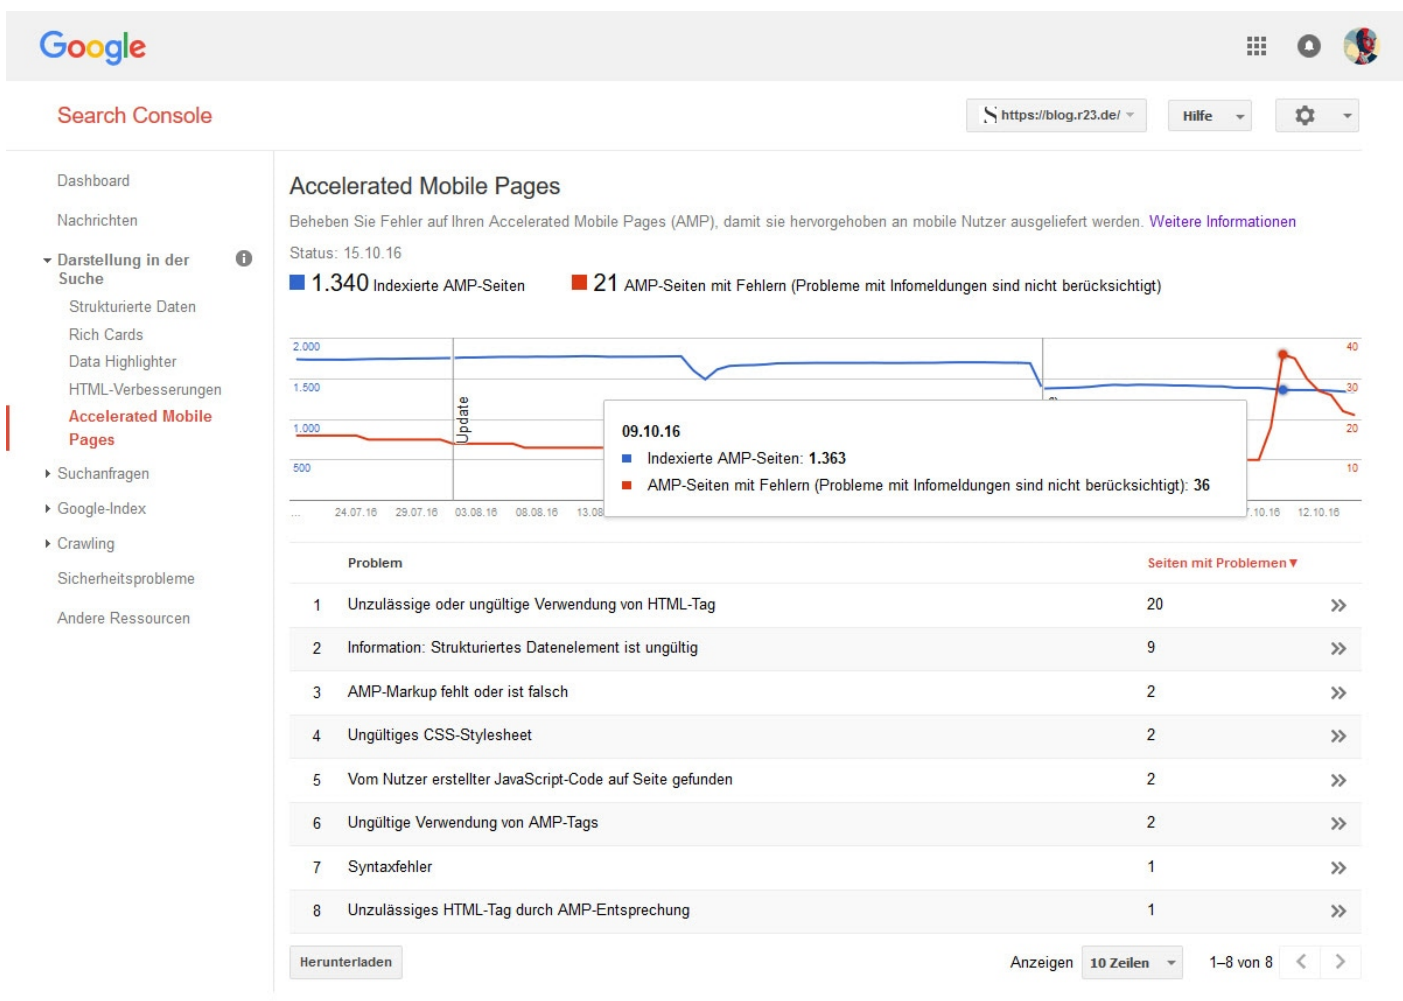 Google
Search Console
https://blog.r23.de/
Hilfe
Dashboard
Nachrichten
Darstellung in der
Suche
Strukturierte Daten
Rich Cards
Data Highlighter
HTML-Verbesserungen
Accelerated Mobile
Pages
Suchanfragen
Google-Index
Crawling
Sicherheitsprobleme
Andere Ressourcen
Accelerated Mobile Pages
Beheben Sie Fehler auf Ihren Accelerated Mobile Pages (AMP), damit sie hervorgehoben an mobile Nutzer ausgeliefert werden. Weitere Informationen
Status: 15.10.16
1.340 Indexierte AMP-Seiten 21 AMP-Seiten mit Fehlern (Probleme mit Infomeldungen sind nicht berücksichtigt)
2.000 40
1.500 30
1.000 20
500 10
Update
09.10.16
Indexierte AMP-Seiten: 1.363
AMP-Seiten mit Fehlern (Probleme mit Infomeldungen sind nicht berücksichtigt): 36
... 24.07.16 29.07.16 03.08.16 08.08.16 13.08 7.10.16 12.10.16
Problem Seiten mit Problemen▼
1 Unzulässige oder ungültige Verwendung von HTML-Tag 20
2 Information: Strukturiertes Datenelement ist ungültig 9
3 AMP-Markup fehlt oder ist falsch 2
4 Ungültiges CSS-Stylesheet 2
5 Vom Nutzer erstellter JavaScript-Code auf Seite gefunden 2
6 Ungültige Verwendung von AMP-Tags 2
7 Syntaxfehler 1
8 Unzulässiges HTML-Tag durch AMP-Entsprechung 1
Herunterladen
Anzeigen 10 Zeilen 1–8 von 8